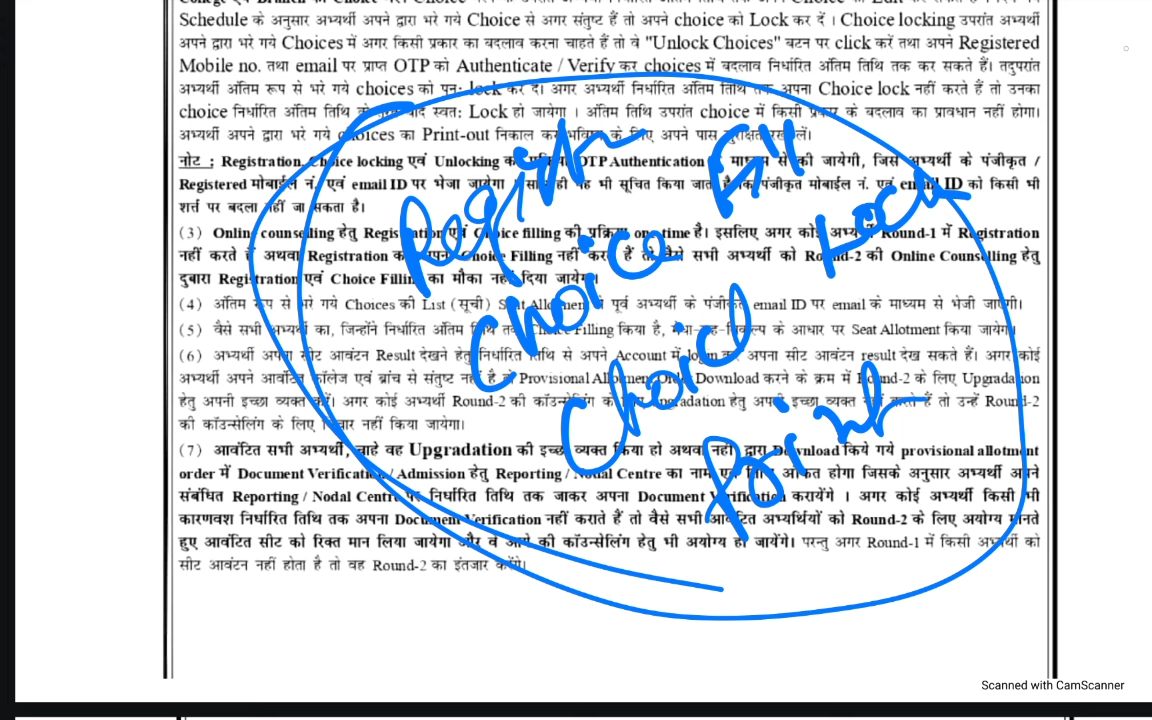 Schedule के अनुसार अभ्यर्थी अपने द्वारा भरे गये Choice से अगर संतुष्ट हैं तो अपने choice को Lock कर दें । Choice locking उपरांत अभ्यर्थी
अपने द्वारा भरे गये Choices में अगर किसी प्रकार का बदलाव करना चाहते हैं तो वे "Unlock Choices" बटन पर click करें तथा अपने Registered
Mobile no. तथा email पर प्राप्त OTP को Authenticate / Verify कर choices में बदलाव निर्धारित अंतिम तिथि तक कर सकते हैं। तदुपरांत
अभ्यर्थी अंतिम रूप से भरे गये choices को पुन: lock कर दें। अगर अभ्यर्थी निर्धारित अंतिम तिथि तक अपना Choice lock नहीं करते हैं तो उनका
choice निर्धारित अंतिम तिथि के बाद स्वत: Lock हो जायेगा । अंतिम तिथि उपरांत choice में किसी प्रकार के बदलाव का प्रावधान नहीं होगा।
अभ्यर्थी अपने द्वारा भरे गये choices का Print-out निकाल कर भविष्य के लिए अपने पास सुरक्षित रख लें।
नोट : Registration, Choice locking एवं Unlocking की OTP Authentication के माध्यम से की जायेगी, जिसे अभ्यर्थी के पंजीकृत /
Registered मोबाईल नं. एवं email ID पर भेजा जायेगा साथ ही यह भी सूचित किया जाता है कि पंजीकृत मोबाईल नं. एवं email ID को किसी भी
शर्त्त पर बदला नहीं जा सकता है।
(3) Online counselling हेतु Registration एवं Choice filling की प्रक्रिया one time है। इसलिए अगर कोई अभ्यर्थी Round-1 में Registration
नहीं करते हैं अथवा Registration कर अपना Choice Filling नहीं करते हैं तो वैसे सभी अभ्यर्थी को Round-2 की Online Counselling हेतु
दुबारा Registration एवं Choice Filling का मौका नहीं दिया जायेगा।
(4) अंतिम रूप से भरे गये Choices की List (सूची) Seat Allotment से पूर्व अभ्यर्थी के पंजीकृत email ID पर email के माध्यम से भेजी जाएगी।
(5) वैसे सभी अभ्यर्थी का, जिन्होंने निर्धारित अंतिम तिथि तक Choice Filling किया है, मेधा-सह-विकल्प के आधार पर Seat Allotment किया जायेगा।
(6) अभ्यर्थी अपना सीट आवंटन Result देखने हेतु निर्धारित तिथि से अपने Account में login कर अपना सीट आवंटन result देख सकते हैं। अगर कोई
अभ्यर्थी अपने आवंटित कॉलेज एवं ब्रांच से संतुष्ट नहीं है तो Provisional Allotment Order Download करने के क्रम में Round-2 के लिए Upgradation
हेतु अपनी इच्छा व्यक्त करें। अगर कोई अभ्यर्थी Round-2 की कॉउन्सेलिंग के लिए Upgradation हेतु अपनी इच्छा व्यक्त नहीं करते हैं तो उन्हें Round-2
की कॉउन्सेलिंग के लिए विचार नहीं किया जायेगा।
(7) आवंटित सभी अभ्यर्थी, चाहे वह Upgradation की इच्छा व्यक्त किया हो अथवा नहीं द्वारा Download किये गये provisional allotment
order में Document Verification / Admission हेतु Reporting / Nodal Centre का नाम एवं तिथि अंकित होगा जिसके अनुसार अभ्यर्थी अपने
संबंधित Reporting / Nodal Centre पर निर्धारित तिथि तक जाकर अपना Document Verification करायेंगे । अगर कोई अभ्यर्थी किसी भी
कारणवश निर्धारित तिथि तक अपना Document Verification नहीं कराते हैं तो वैसे सभी आवंटित अभ्यर्थियों को Round-2 के लिए अयोग्य मानते
हुए आवंटित सीट को रिक्त मान लिया जायेगा और वे आगे की कॉउन्सेलिंग हेतु भी अयोग्य हो जायेंगे। परन्तु अगर Round-1 में किसी अभ्यर्थी को
सीट आवंटन नहीं होता है तो वह Round-2 का इंतजार करेंगे।
Registr
Choice Fill
Choice Lock
Print
Scanned with CamScanner